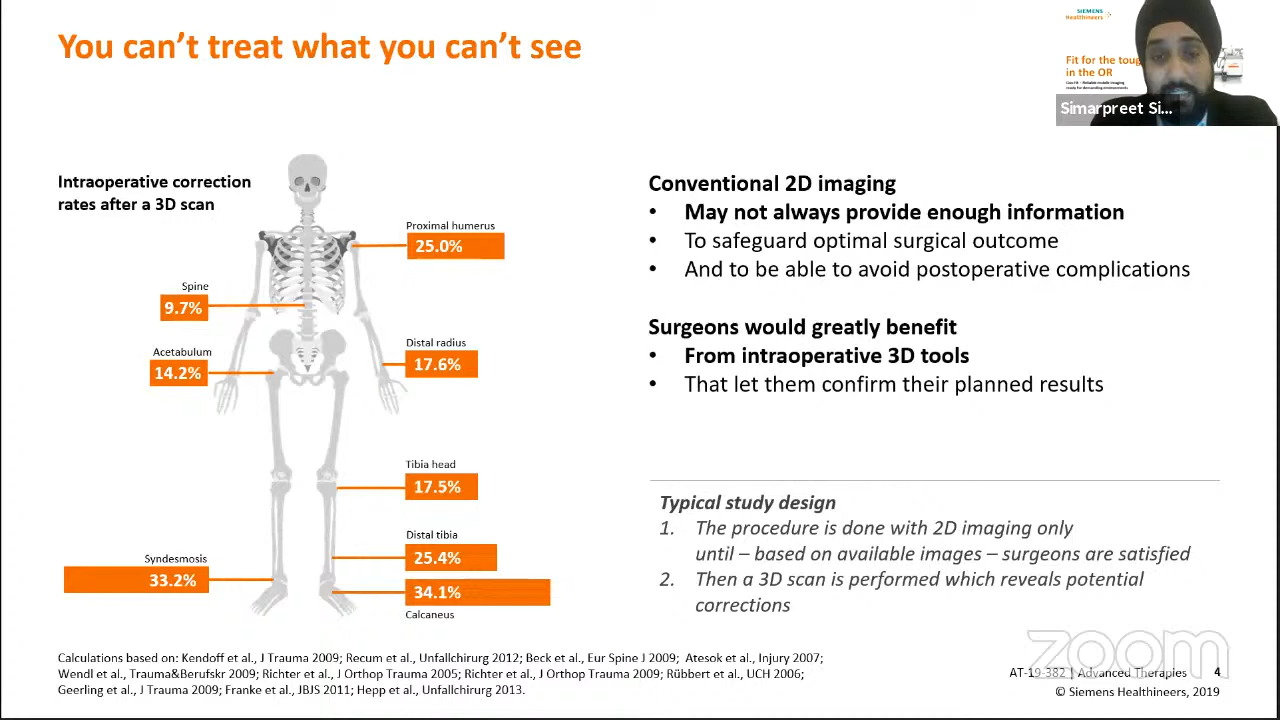 You can't treat what you can't see
SIEMENS
Healthineers
Fit for the toug
in the OR
Simarpreet Si...
Intraoperative correction
rates after a 3D scan
Proximal humerus
25.0%
Spine
9.7%
Acetabulum
14.2%
Distal radius
17.6%
Tibia head
17.5%
Distal tibia
25.4%
Syndesmosis
33.2%
34.1%
Calcaneus
Conventional 2D imaging
• May not always provide enough information
• To safeguard optimal surgical outcome
• And to be able to avoid postoperative complications
Surgeons would greatly benefit
• From intraoperative 3D tools
• That let them confirm their planned results
Typical study design
1. The procedure is done with 2D imaging only
until – based on available images – surgeons are satisfied
2. Then a 3D scan is performed which reveals potential
corrections
Calculations based on: Kendoff et al., J Trauma 2009; Recum et al., Unfallchirurg 2012; Beck et al., Eur Spine J 2009; Atesok et al., Injury 2007;
Wendl et al., Trauma&Berufskr 2009; Richter et al., J Orthop Trauma 2005; Richter et al., J Orthop Trauma 2009; Rübbert et al., UCH 2006;
Geerling et al., J Trauma 2009; Franke et al., JBJS 2011; Hepp et al., Unfallchirurg 2013.
zoom
AT-19-382 | Advanced Therapies 4
© Siemens Healthineers, 2019